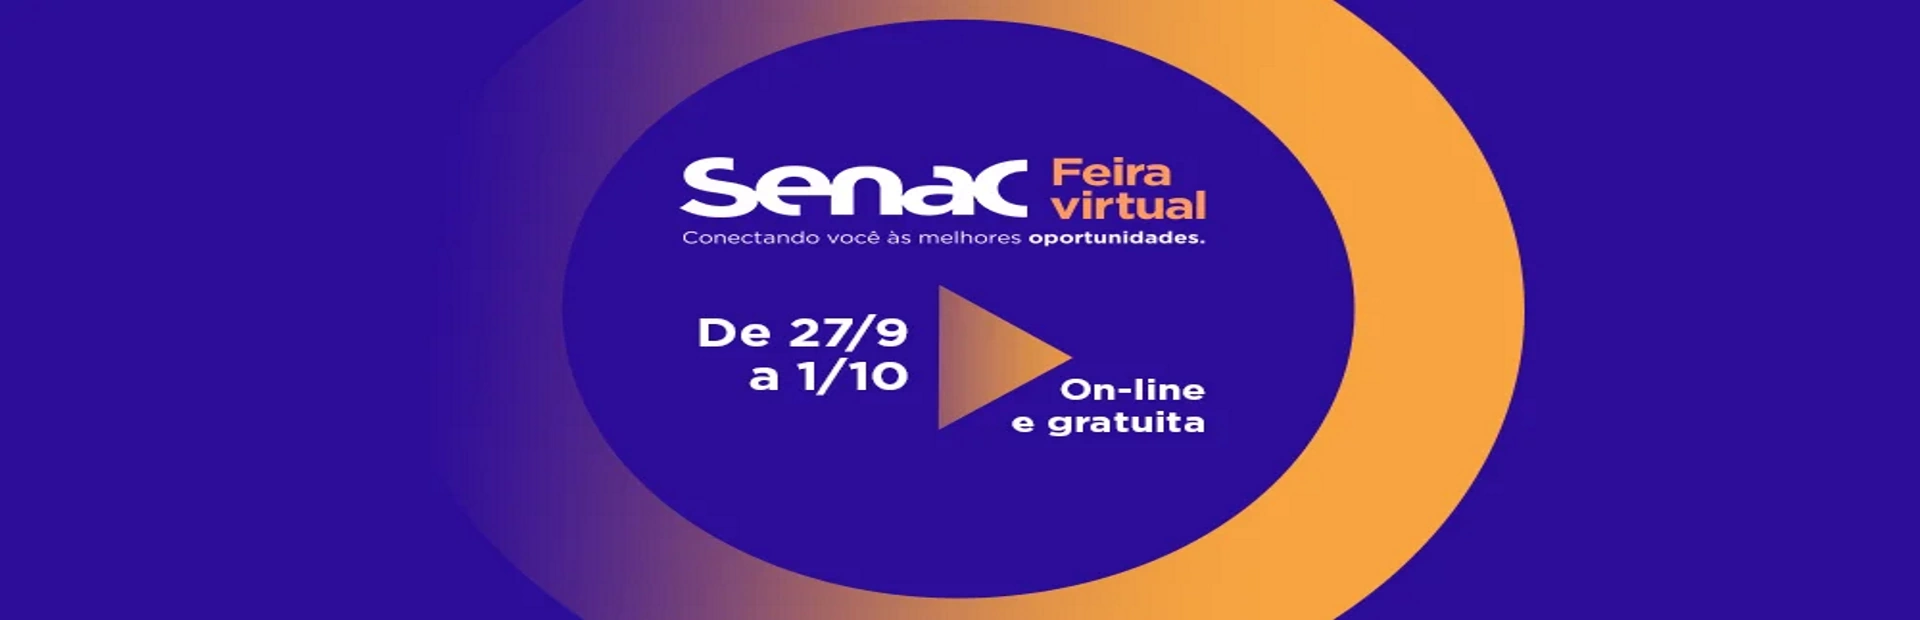 Senac
Feira
virtual
Conectando você às melhores oportunidades.
De 27/9
a 1/10
On-line
e gratuita